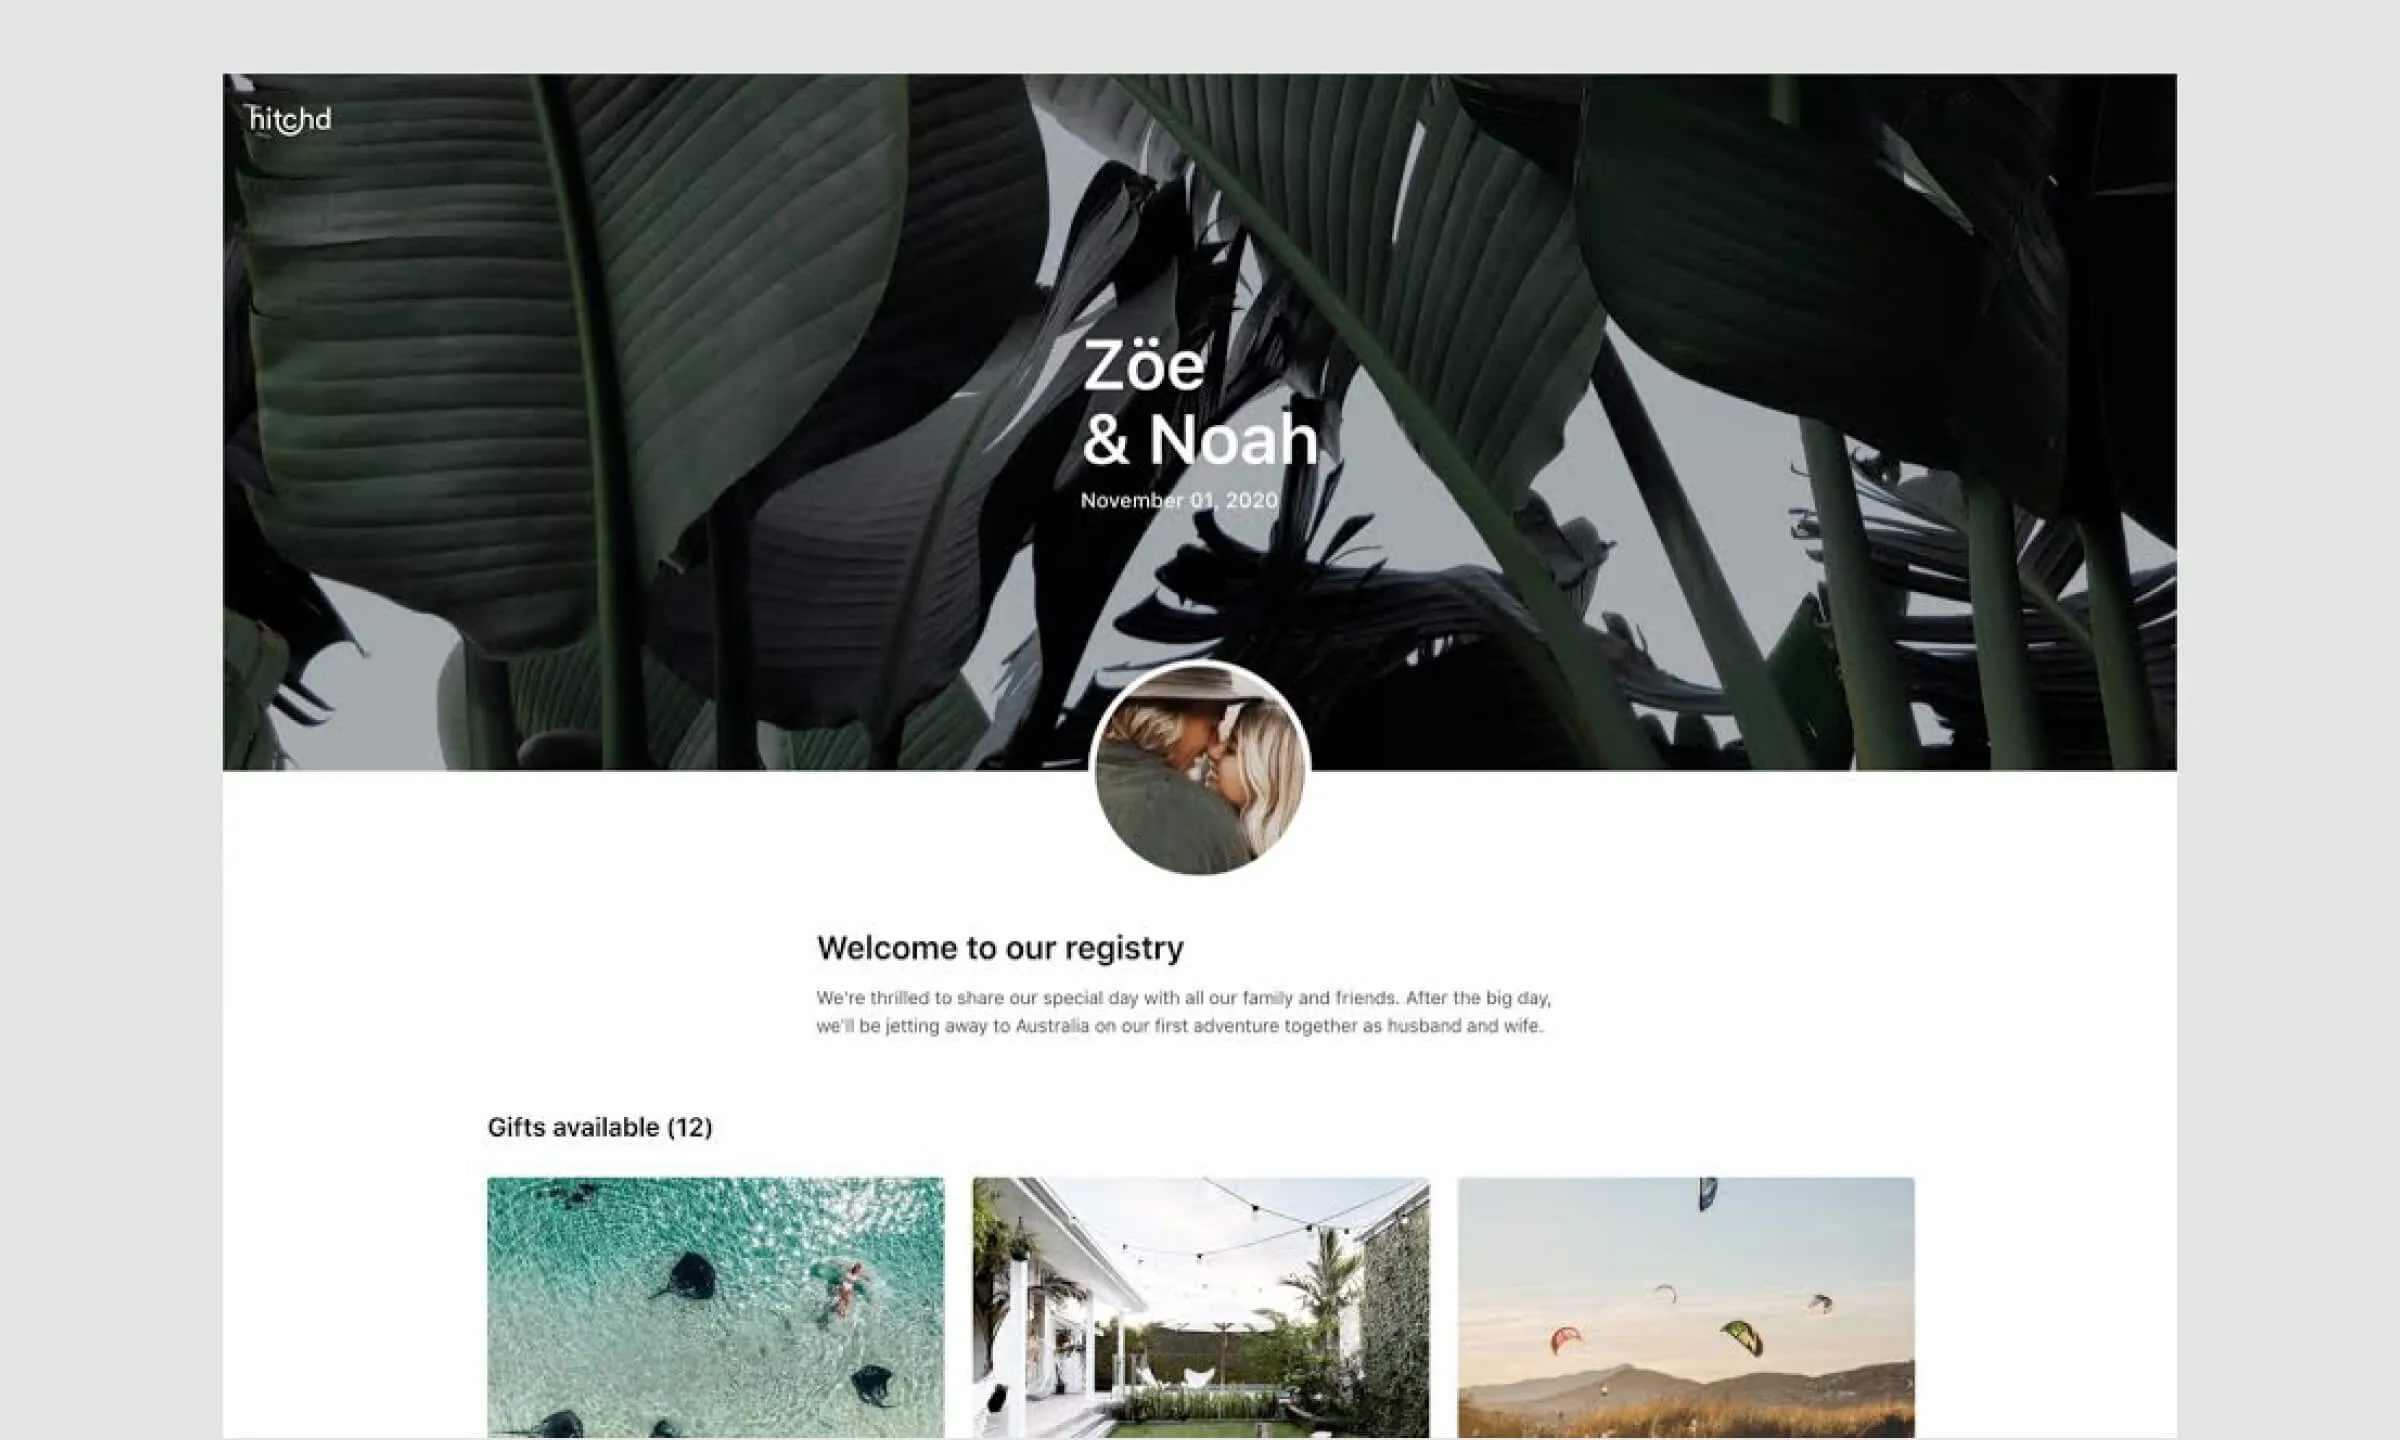 hitchd
Zöe
& Noah
November 01, 2020
Welcome to our registry
We're thrilled to share our special day with all our family and friends. After the big day,
we'll be jetting away to Australia on our first adventure together as husband and wife.
Gifts available (12)